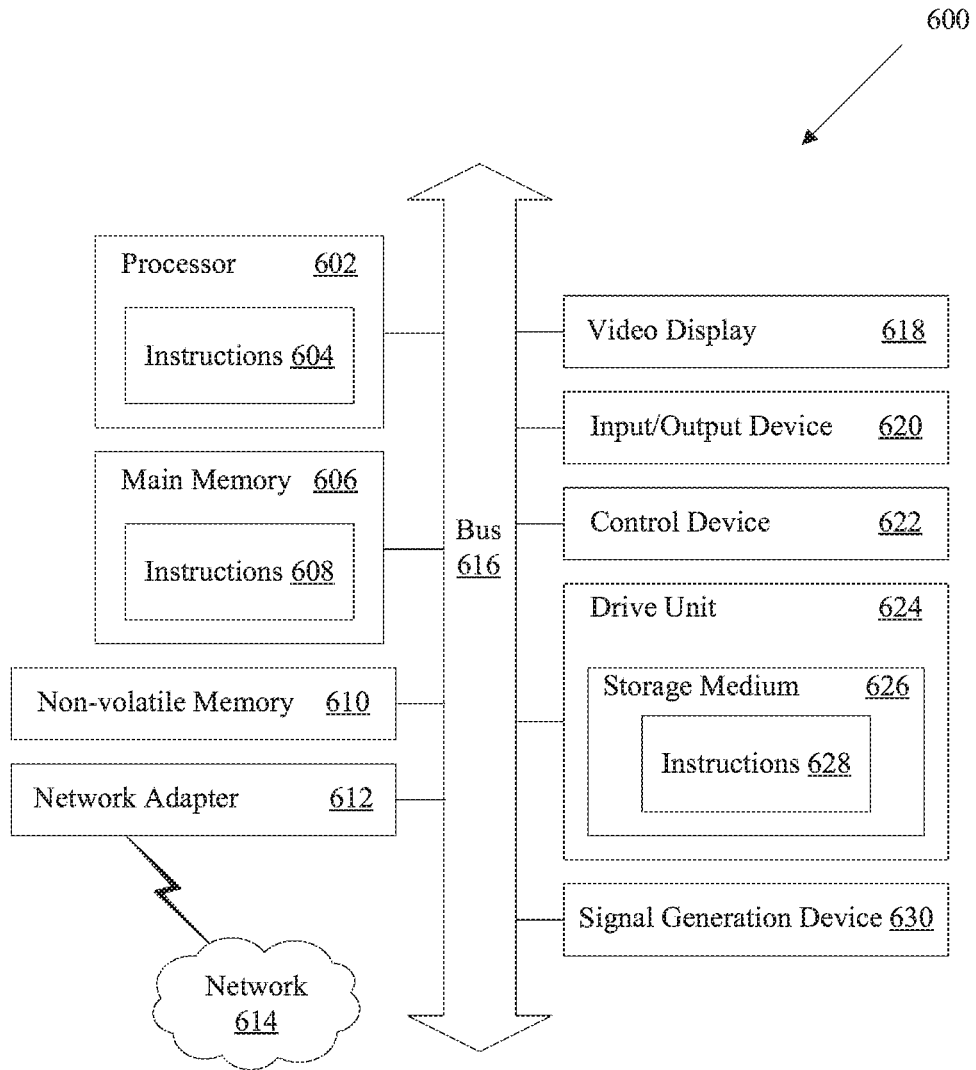 600
Processor 602
Instructions 604
Main Memory 606
Instructions 608
Non-volatile Memory 610
Network Adapter 612
Network
614
Bus
616
Video Display 618
Input/Output Device 620
Control Device 622
Drive Unit 624
Storage Medium 626
Instructions 628
Signal Generation Device 630